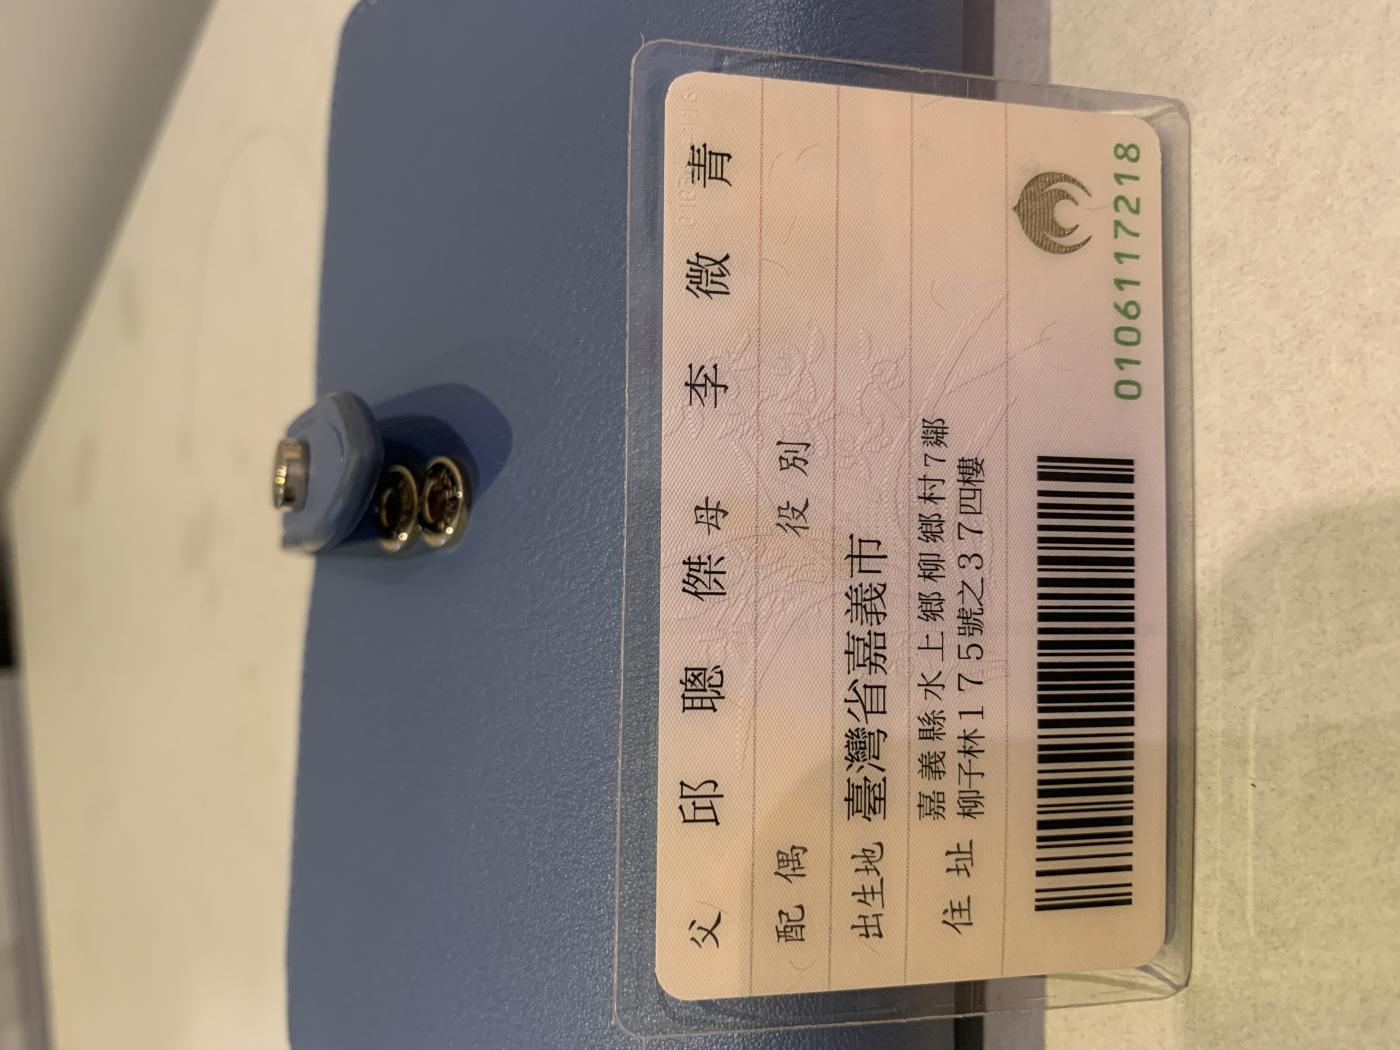 父 邱 聰 傑 母 李 微 青
配 偶 役 別
出生地 臺灣省嘉義市
住 址 嘉義縣水上鄉柳鄉村7鄰
柳子林175號之37四樓
0106117218